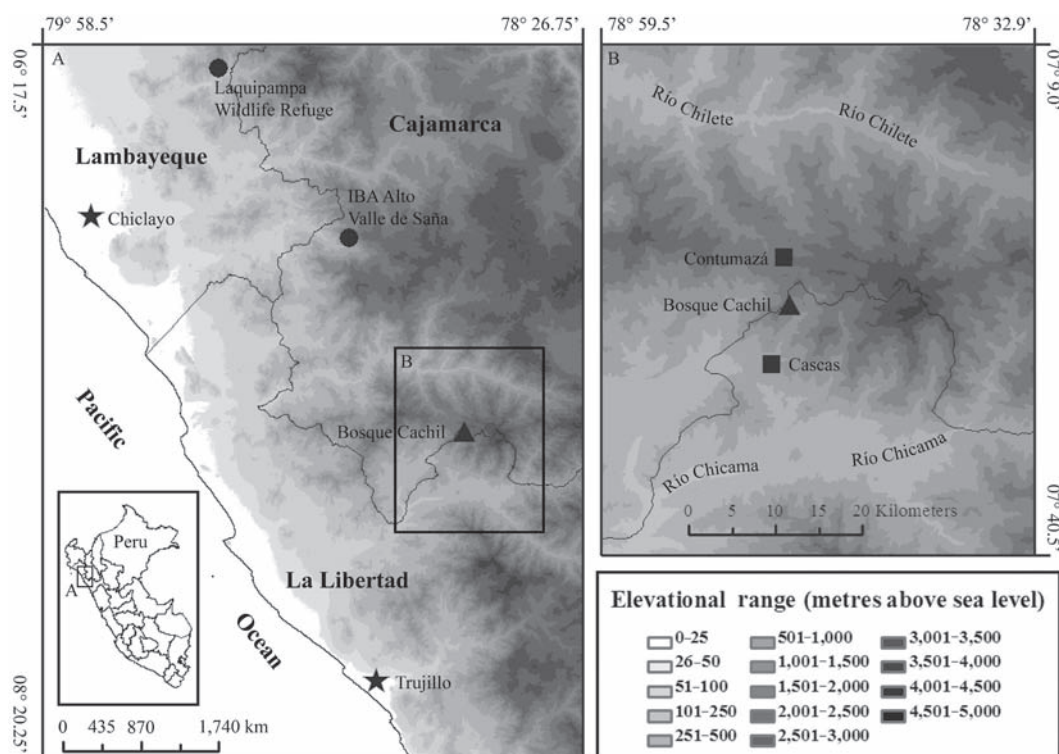 79° 58.5’
78° 26.75’
06° 17.5’
08° 20.25’
A
Laquipampa
Wildlife Refuge
Cajamarca
Lambayeque
IBA Alto
Valle de Saña
Chiclayo
B
Bosque Cachil
Pacific
Ocean
La Libertad
Trujillo
Peru
A
0 435 870 1,740 km
78° 59.5’
78° 32.9’
07° 9.0’
07° 40.5’
B
Río Chilete
Río Chilete
Contumazá
Bosque Cachil
Cascas
Río Chicama
Río Chicama
0 5 10 20 Kilometers
Elevational range (metres above sea level)
0–25
26–50
51–100
101–250
251–500
501–1,000
1,001–1,500
1,501–2,000
2,001–2,500
2,501–3,000
3,001–3,500
3,501–4,000
4,001–4,500
4,501–5,000